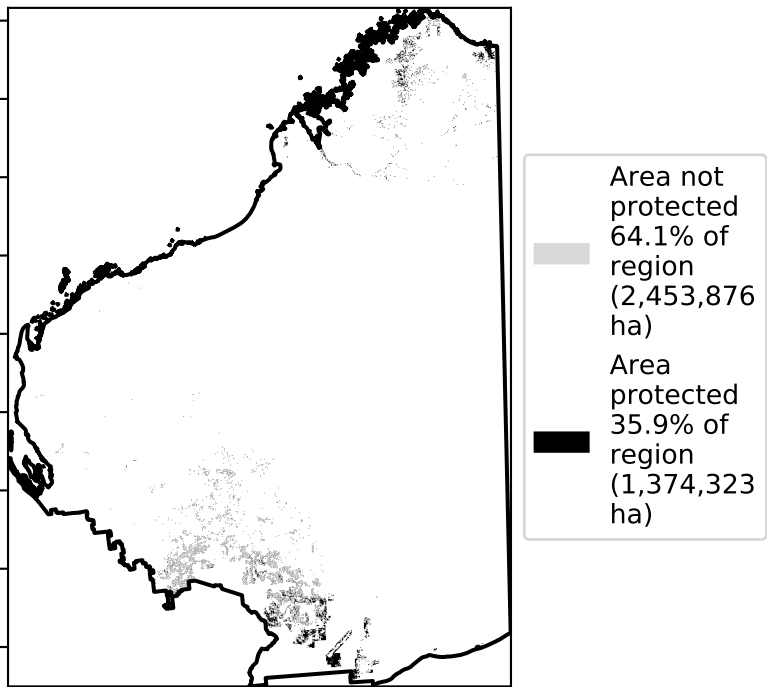 Area not
protected
64.1% of
region
(2,453,876
ha)
Area
protected
35.9% of
region
(1,374,323
ha)